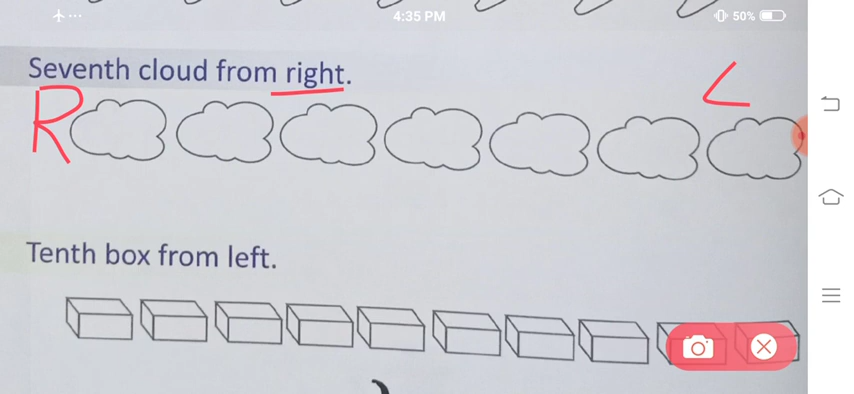 4:35 PM
50%
Seventh cloud from right.
R
L
Tenth box from left.